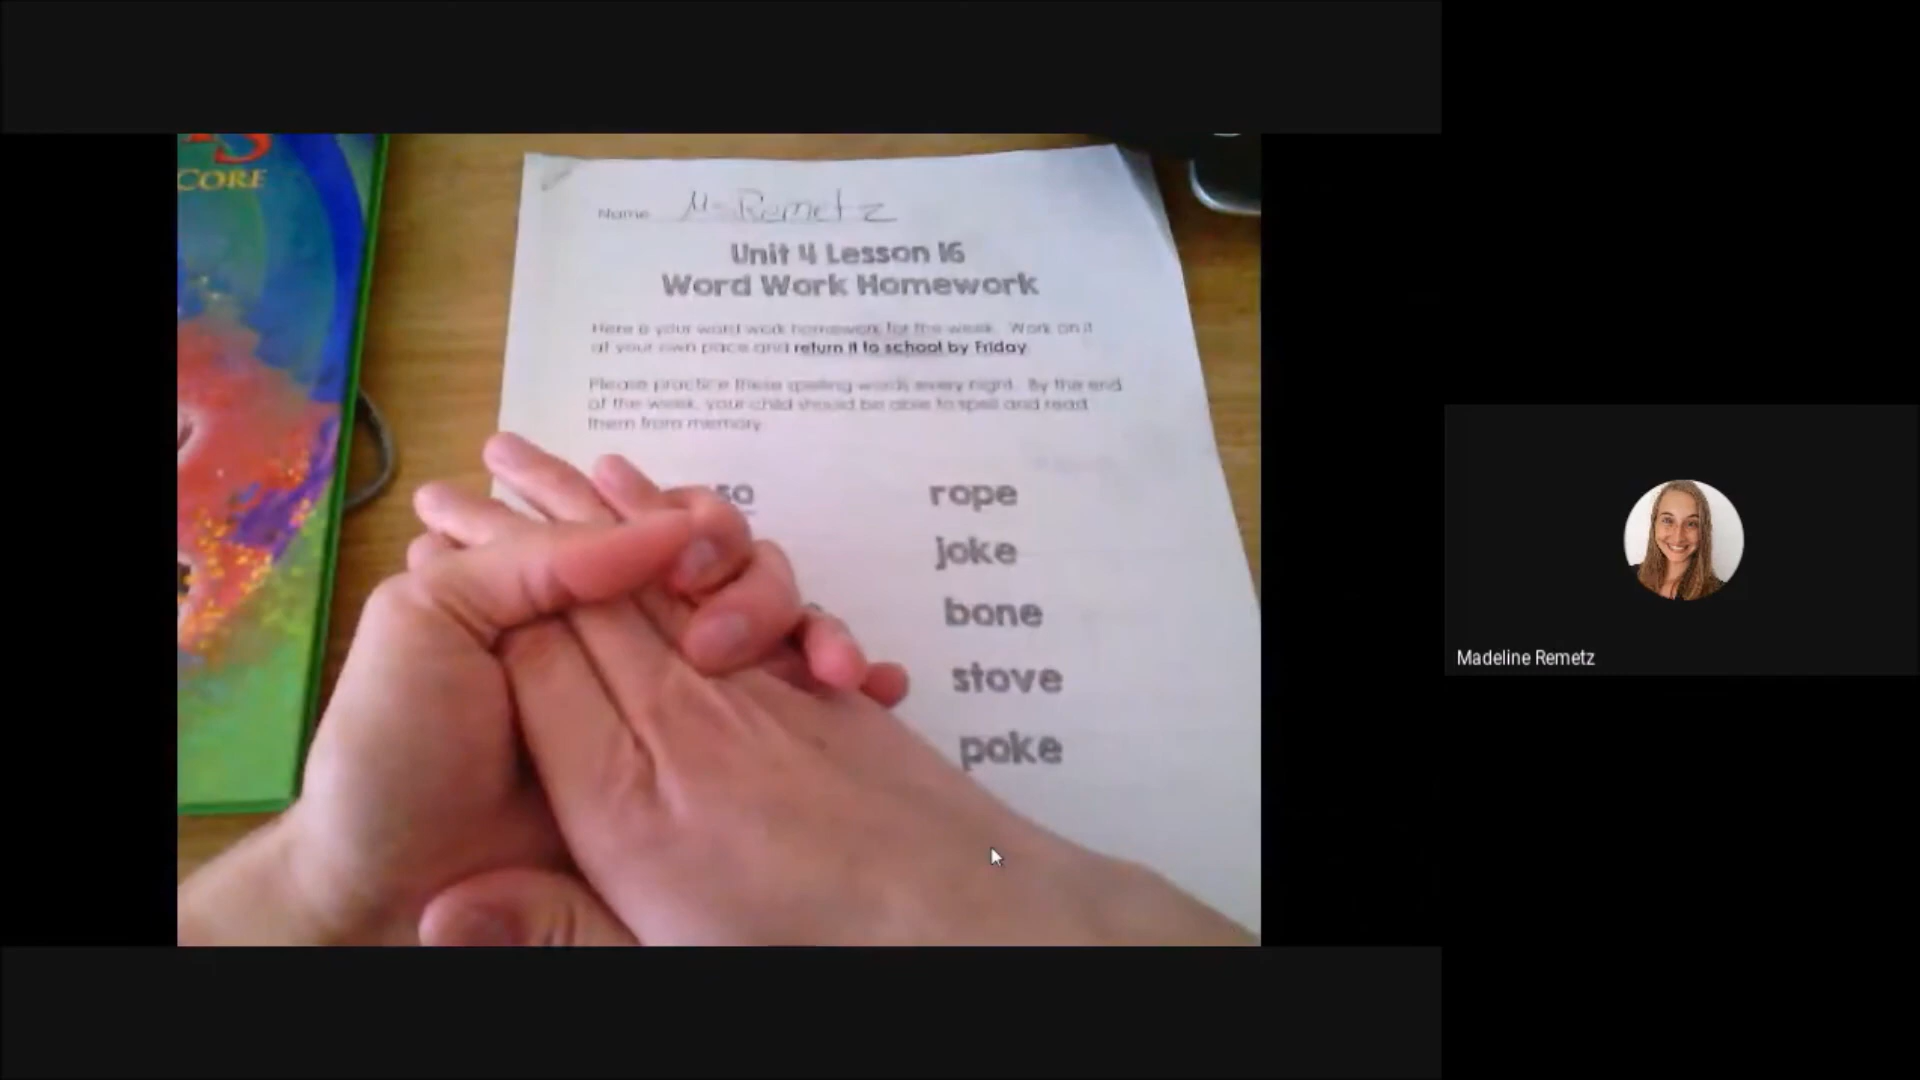 S
CORE
Name Ms. Remetz
Unit 4 Lesson 16
Word Work Homework
Here is your word work homework for the week. Work on it
at your own pace and return it to school by Friday.
Please practice these spelling words every night. By the end
of the week, your child should be able to spell and read
them from memory.
so rope
joke
bone
stove
poke
Madeline Remetz